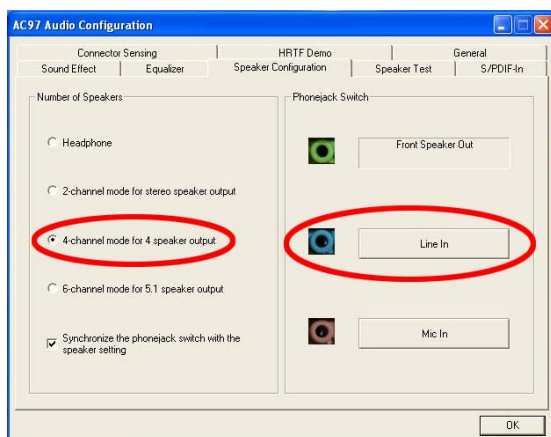 AC97 Audio Configuration
Connector Sensing
HRTF Demo
General
Sound Effect
Equalizer
Speaker Configuration
Speaker Test
S/PDIF-In
Number of Speakers
Headphone
2-channel mode for stereo speaker output
4-channel mode for 4 speaker output
6-channel mode for 5.1 speaker output
Synchronize the phonejack switch with the
speaker setting
Phonejack Switch
Front Speaker Out
Line In
Mic In
OK